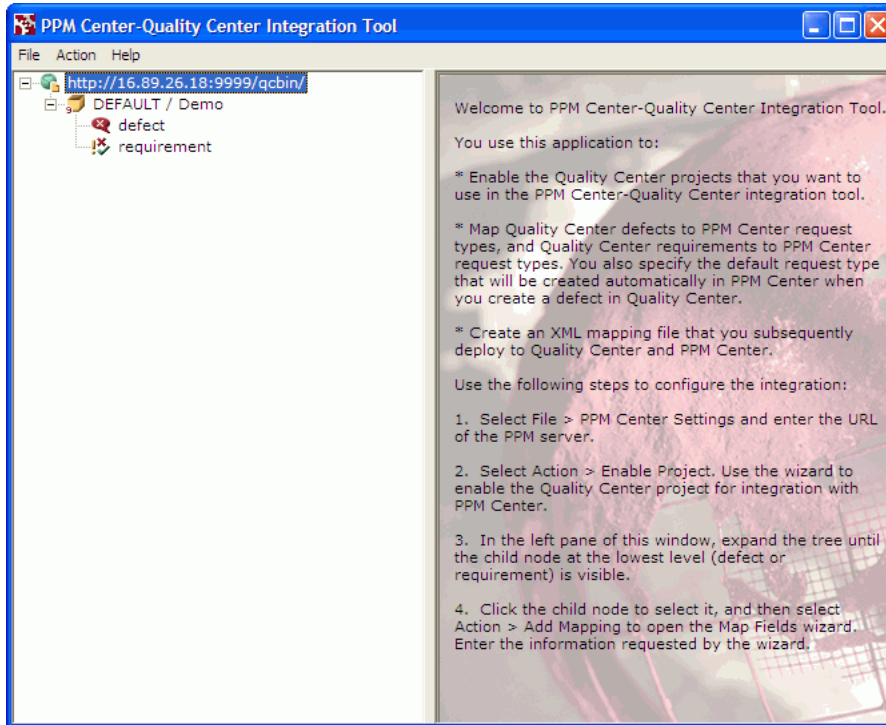 PPM Center-Quality Center Integration Tool
File Action Help
http://16.89.26.18:9999/qcbin/
DEFAULT / Demo
defect
requirement
Welcome to PPM Center-Quality Center Integration Tool.
You use this application to:
* Enable the Quality Center projects that you want to
use in the PPM Center-Quality Center integration tool.
* Map Quality Center defects to PPM Center request
types, and Quality Center requirements to PPM Center
request types. You also specify the default request type
that will be created automatically in PPM Center when
you create a defect in Quality Center.
* Create an XML mapping file that you subsequently
deploy to Quality Center and PPM Center.
Use the following steps to configure the integration:
1. Select File > PPM Center Settings and enter the URL
of the PPM server.
2. Select Action > Enable Project. Use the wizard to
enable the Quality Center project for integration with
PPM Center.
3. In the left pane of this window, expand the tree until
the child node at the lowest level (defect or
requirement) is visible.
4. Click the child node to select it, and then select
Action > Add Mapping to open the Map Fields wizard.
Enter the information requested by the wizard.